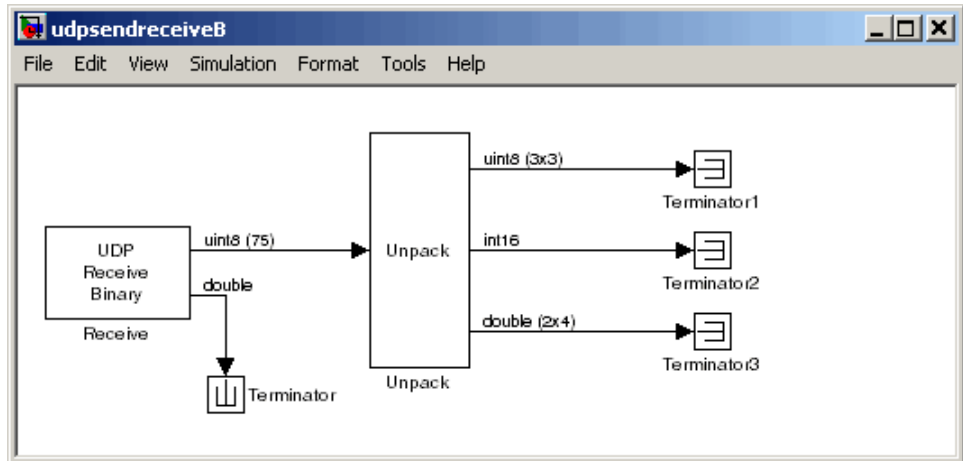 udpsendreceiveB
File Edit View Simulation Format Tools Help
uint8 (3x3)
Terminator1
UDP
Receive
Binary
uint8 (75)
Unpack
int16
double
Terminator2
double (2x4)
Receive
Terminator3
Unpack
Terminator